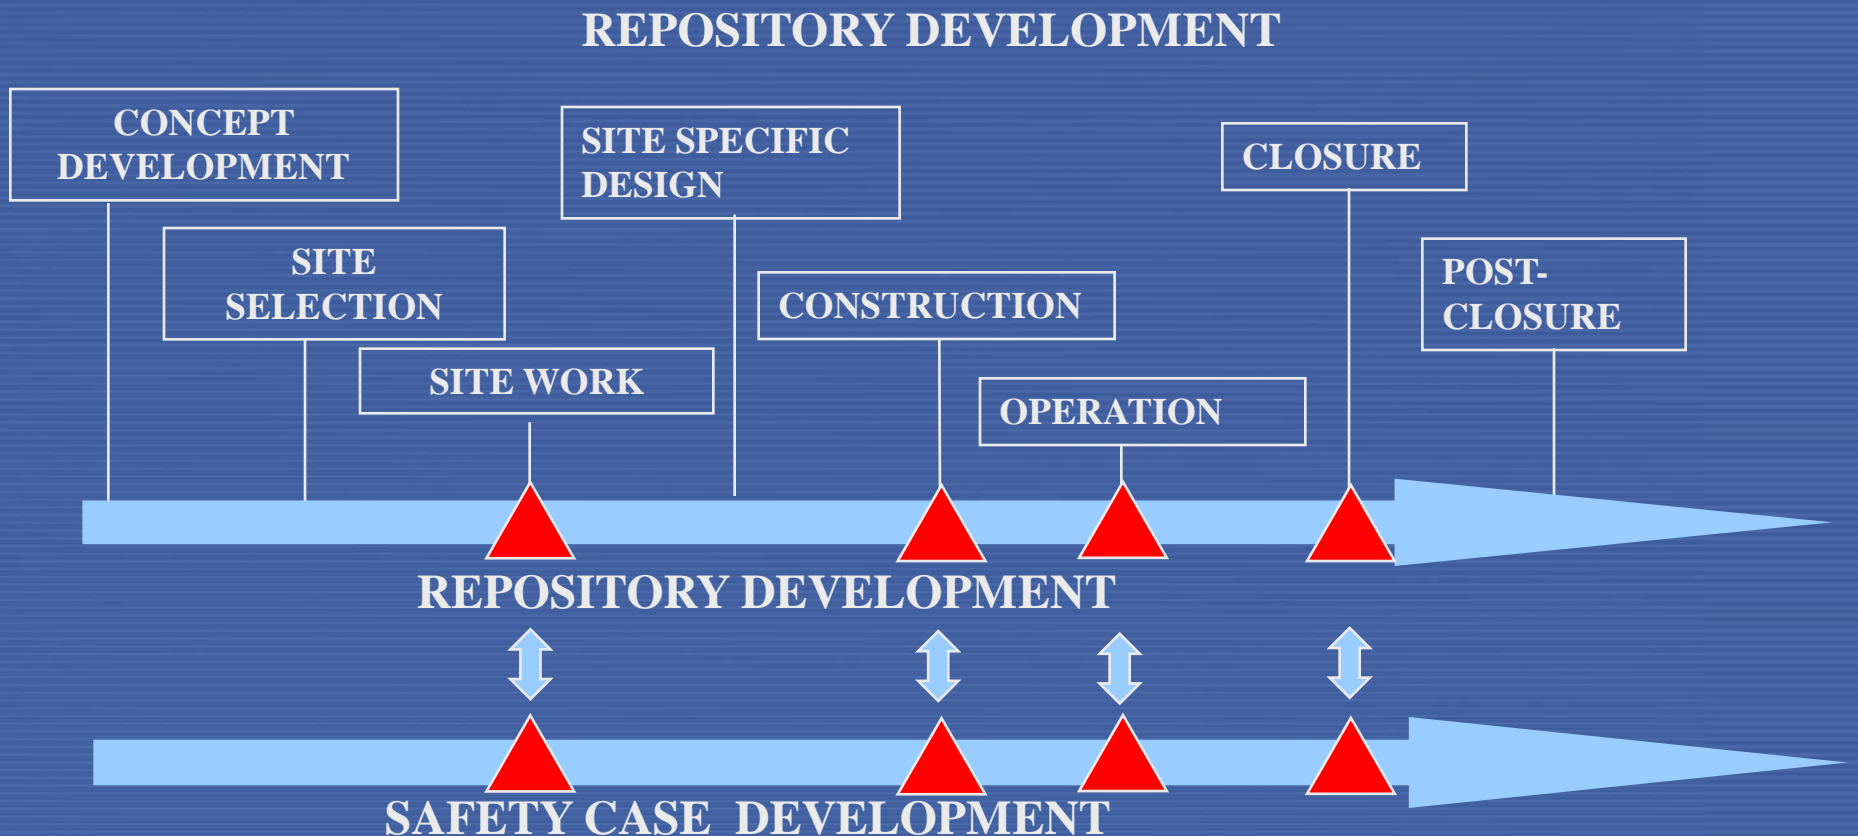 REPOSITORY DEVELOPMENT
CONCEPT
DEVELOPMENT
SITE
SELECTION
SITE WORK
SITE SPECIFIC
DESIGN
CONSTRUCTION
OPERATION
CLOSURE
POST-
CLOSURE
REPOSITORY DEVELOPMENT
SAFETY CASE  DEVELOPMENT